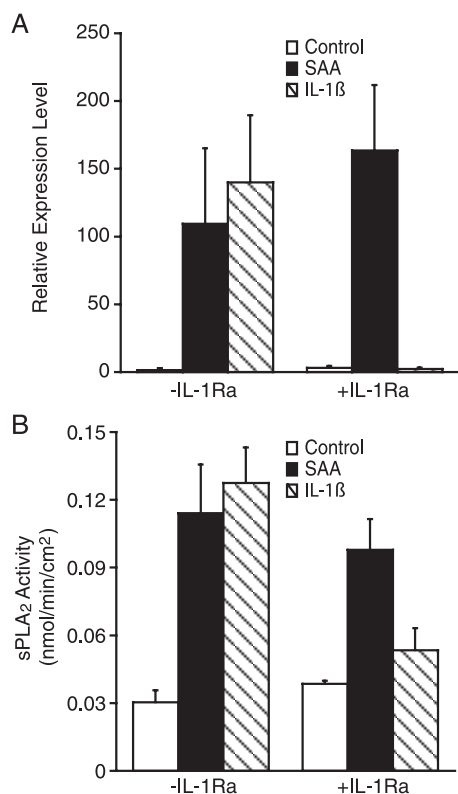 A
Relative Expression Level
250
200
150
100
50
0
Control
SAA
IL-1ß
-IL-1Ra
+IL-1Ra
B
sPLA2 Activity
(nmol/min/cm2)
0.15
0.12
0.09
0.06
0.03
0
Control
SAA
IL-1ß
-IL-1Ra
+IL-1Ra